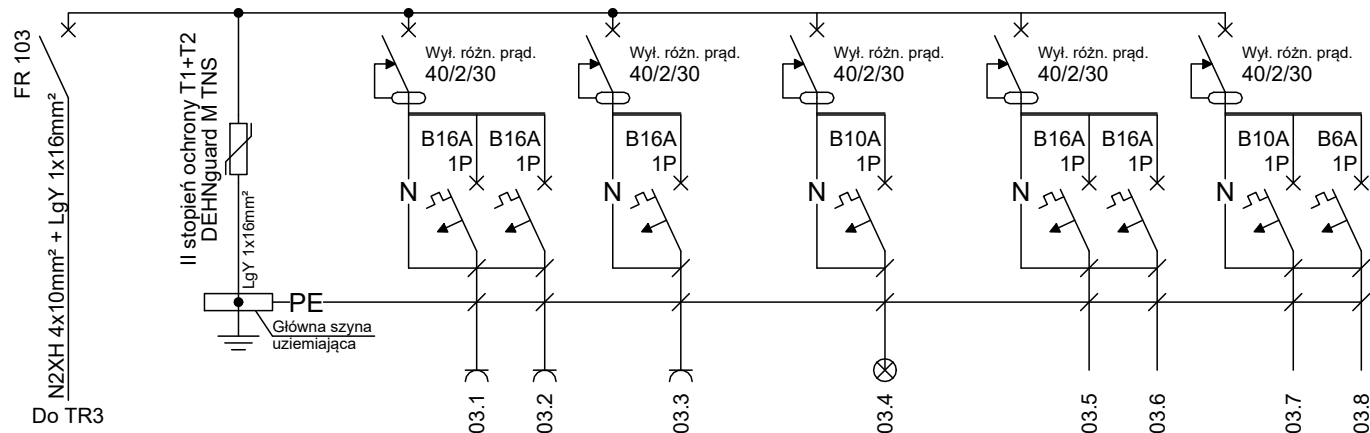 FR 103
N2XH 4x10mm² + LgY 1x16mm²
Do TR3
II stopień ochrony T1+T2
DEHNguard M TNS
LgY 1x16mm²
PE
Główna szyna
uziemiająca
Wył. różn. prąd.
40/2/30
B16A
1P
B16A
1P
N
03.1
03.2
Wył. różn. prąd.
40/2/30
B16A
1P
N
03.3
Wył. różn. prąd.
40/2/30
B10A
1P
N
03.4
Wył. różn. prąd.
40/2/30
B16A
1P
B16A
1P
N
03.5
03.6
Wył. różn. prąd.
40/2/30
B10A
1P
B6A
1P
N
03.7
03.8